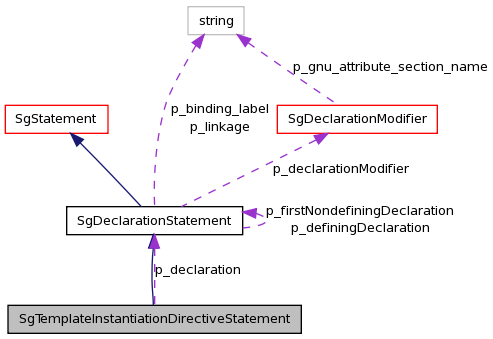 string
p_gnu_attribute_section_name
p_binding_label
p_linkage
SgStatement
SgDeclarationModifier
p_declarationModifier
SgDeclarationStatement
p_firstNondefiningDeclaration
p_definingDeclaration
p_declaration
SgTemplateInstantiationDirectiveStatement